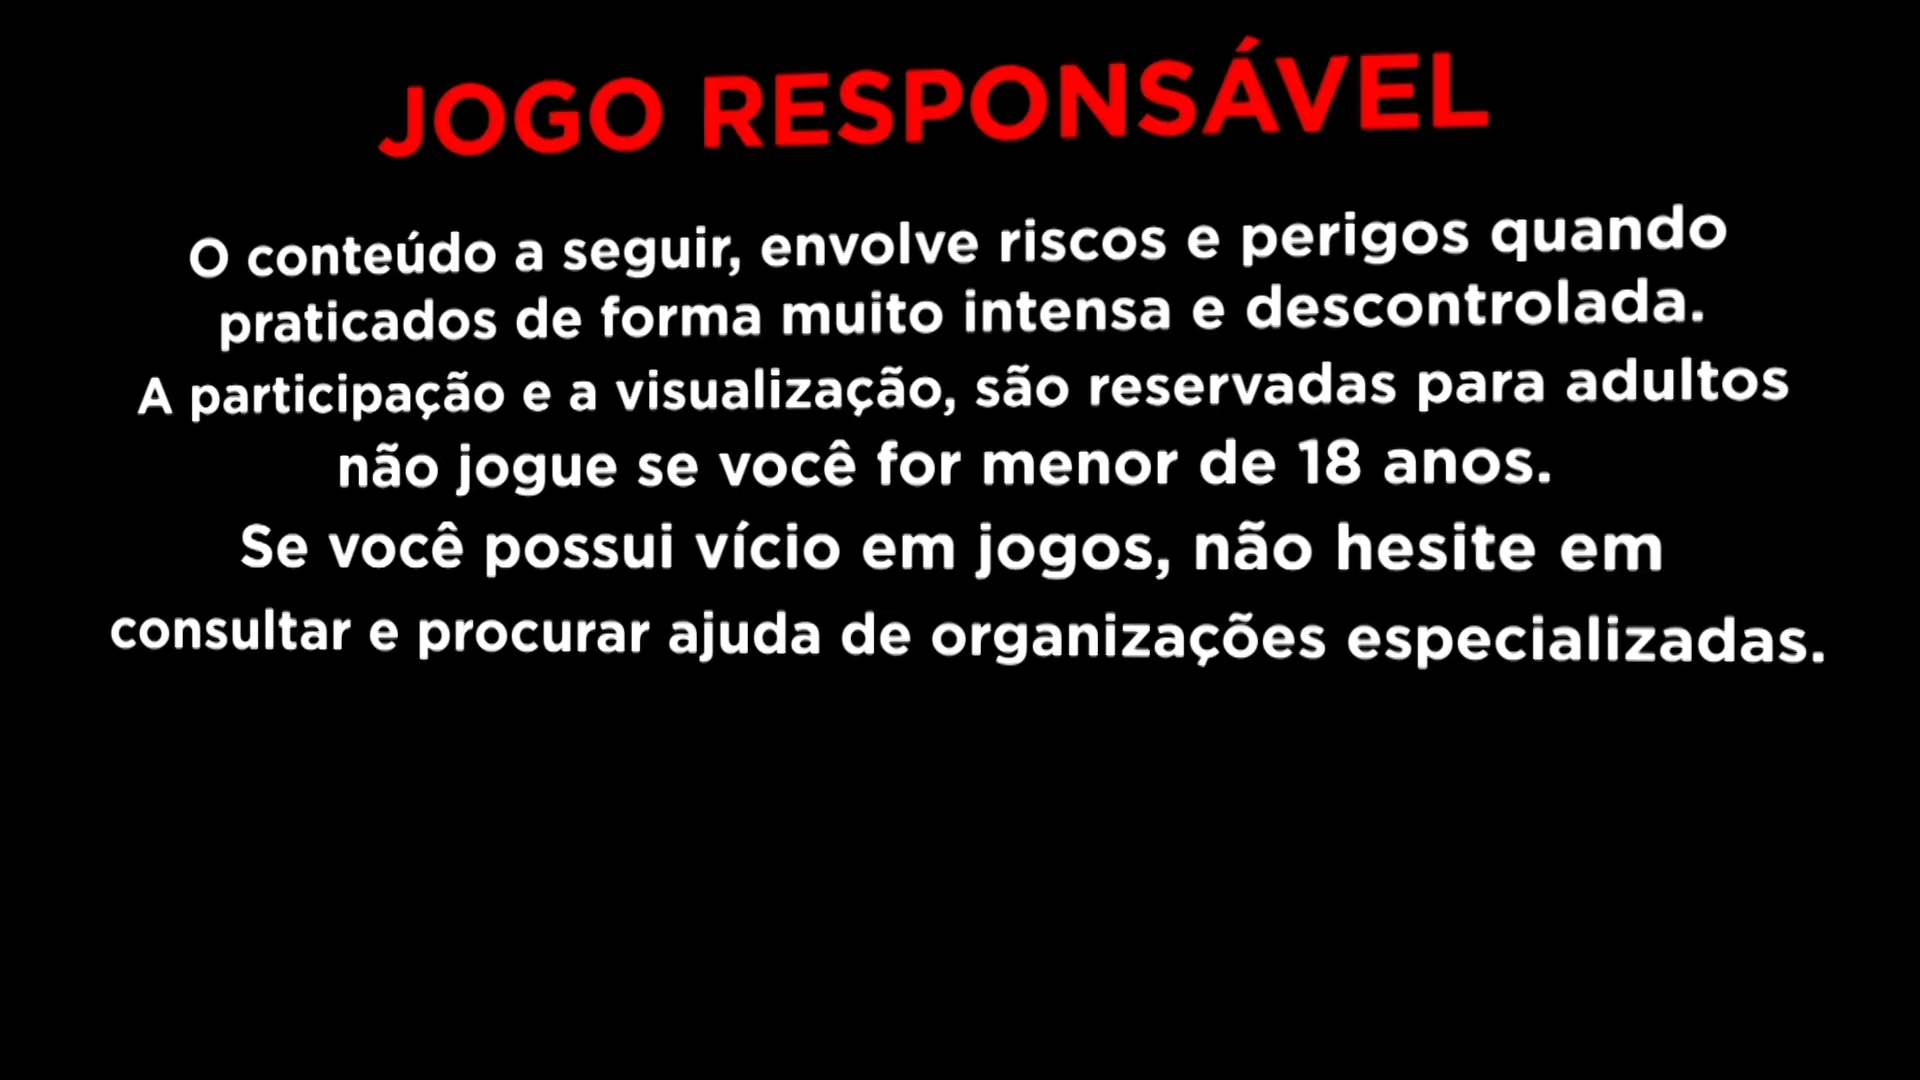 JOGO RESPONSÁVEL
O conteúdo a seguir, envolve riscos e perigos quando
praticados de forma muito intensa e descontrolada.
A participação e a visualização, são reservadas para adultos
não jogue se você for menor de 18 anos.
Se você possui vício em jogos, não hesite em
consultar e procurar ajuda de organizações especializadas.